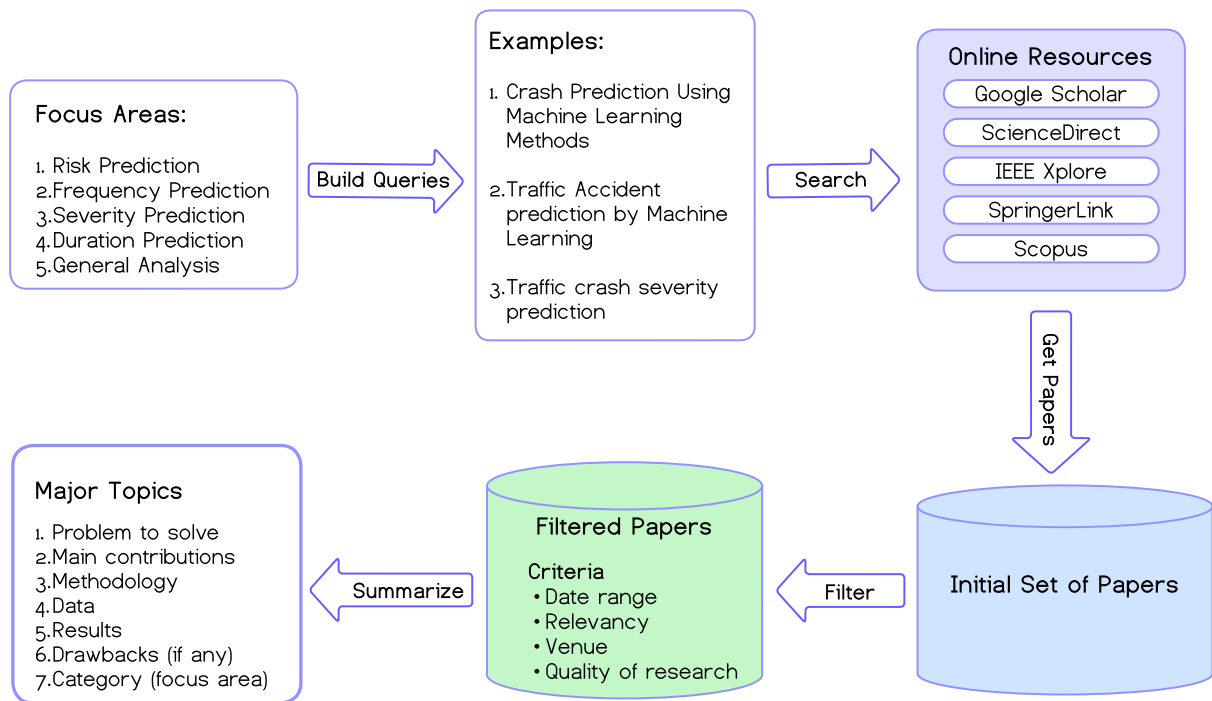 Focus Areas:
1. Risk Prediction
2.Frequency Prediction
3.Severity Prediction
4.Duration Prediction
5.General Analysis
Build Queries
Examples:
1. Crash Prediction Using
Machine Learning
Methods
2.Traffic Accident
prediction by Machine
Learning
3.Traffic crash severity
prediction
Search
Online Resources
Google Scholar
ScienceDirect
IEEE Xplore
SpringerLink
Scopus
Get Papers
Initial Set of Papers
Filter
Filtered Papers
Criteria
• Date range
• Relevancy
• Venue
• Quality of research
Summarize
Major Topics
1. Problem to solve
2.Main contributions
3.Methodology
4.Data
5.Results
6.Drawbacks (if any)
7.Category (focus area)